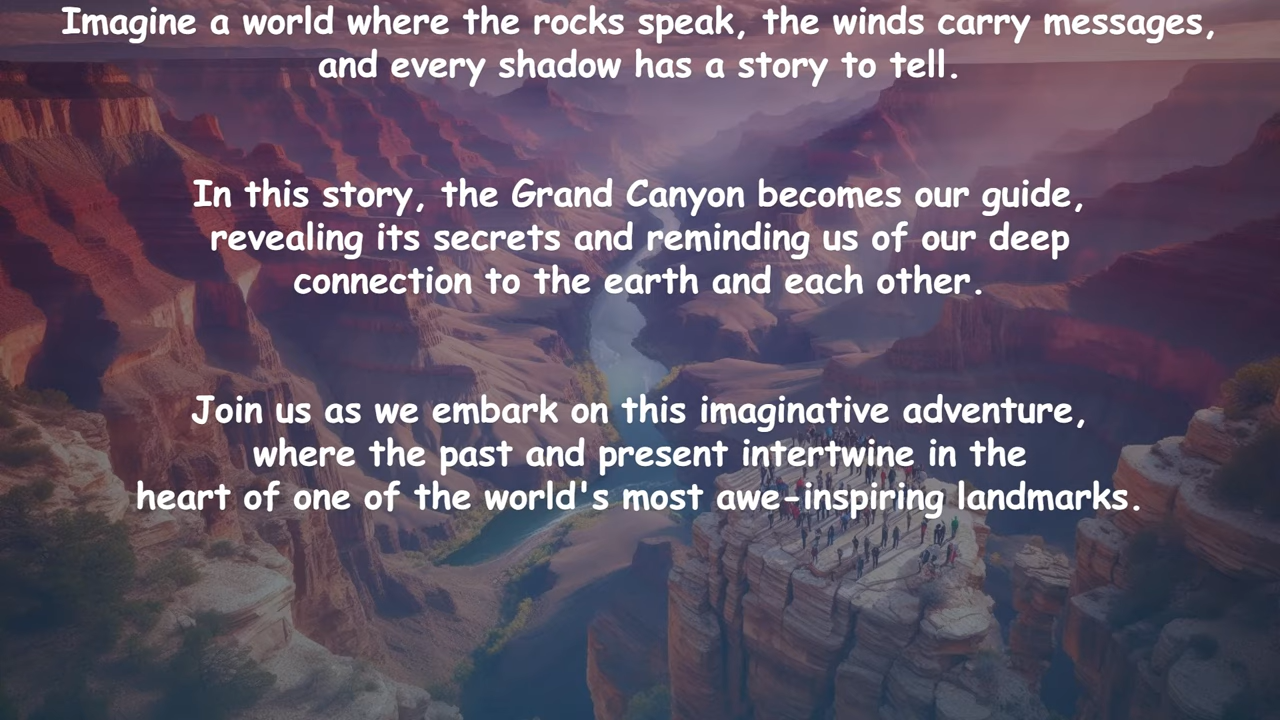 Imagine a world where the rocks speak, the winds carry messages,
and every shadow has a story to tell.
In this story, the Grand Canyon becomes our guide,
revealing its secrets and reminding us of our deep
connection to the earth and each other.
Join us as we embark on this imaginative adventure,
where the past and present intertwine in the
heart of one of the world's most awe-inspiring landmarks.